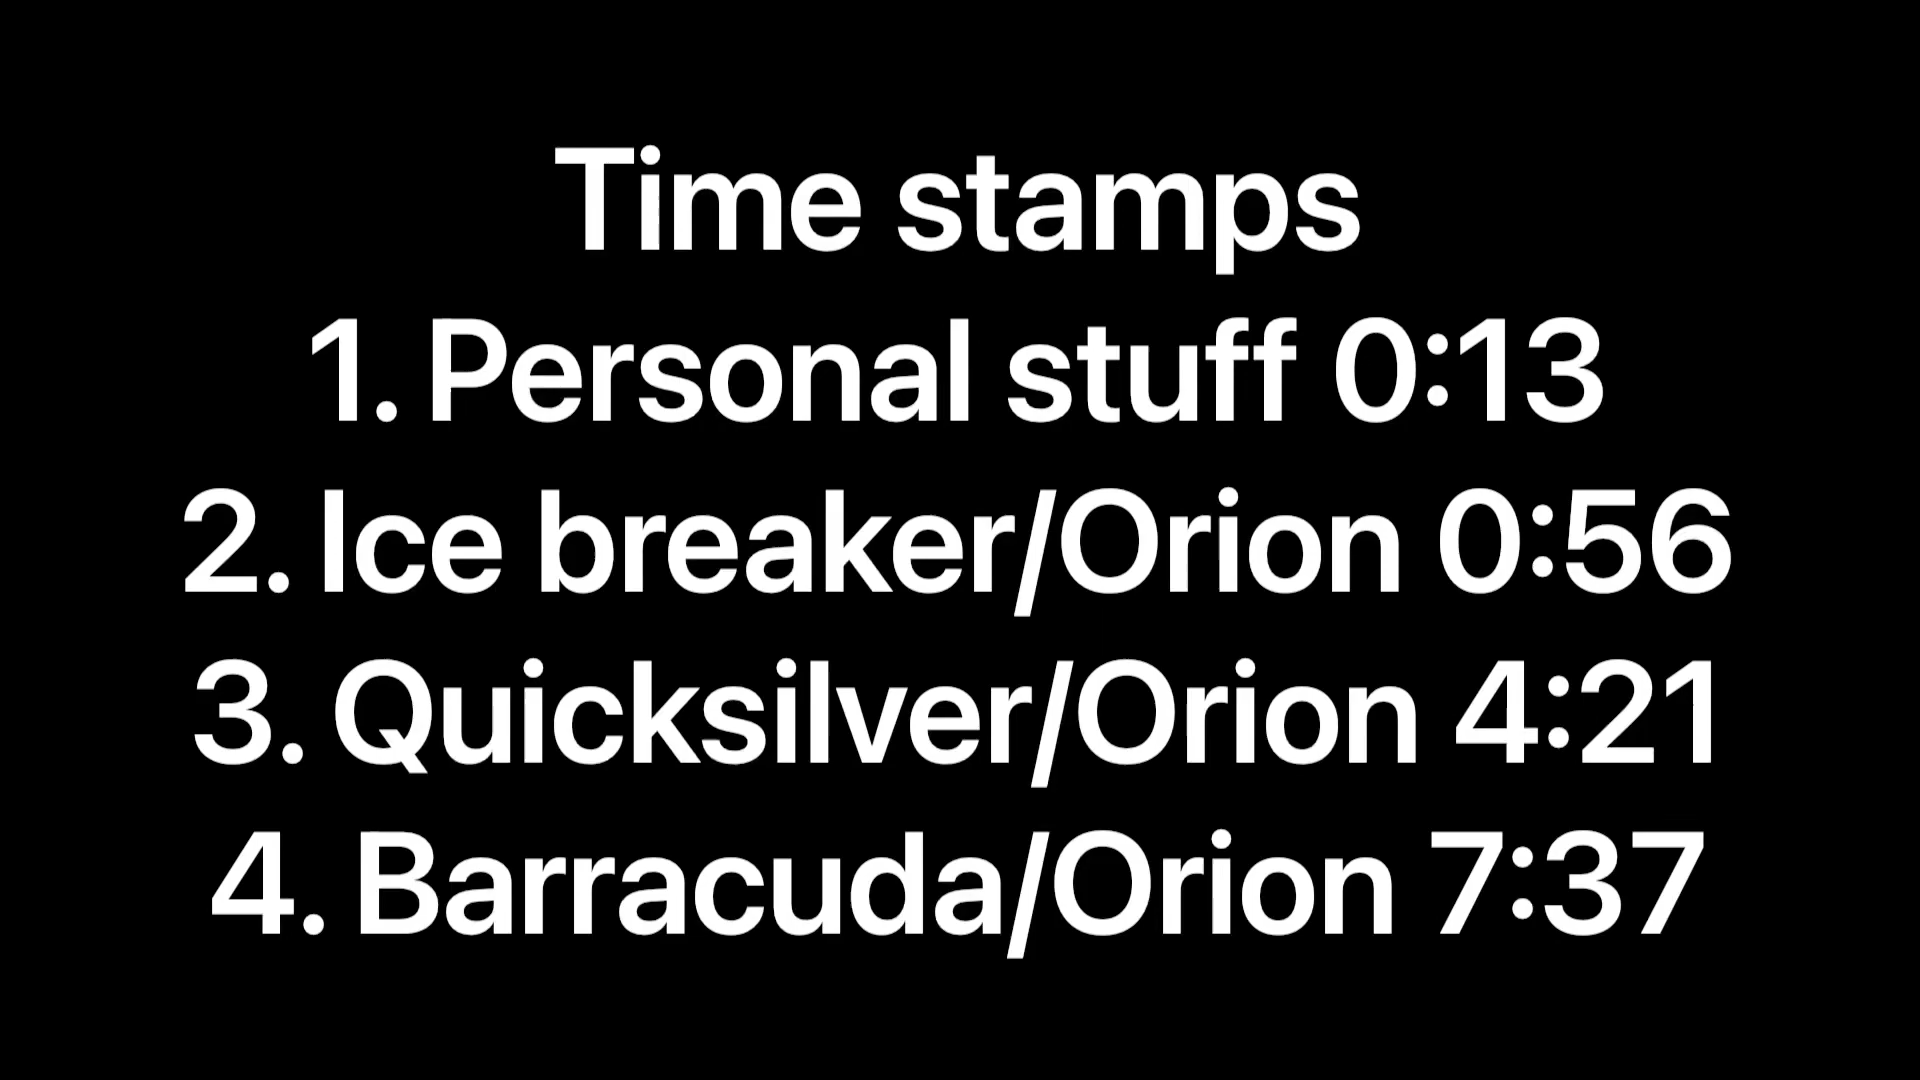 Time stamps
1. Personal stuff 0:13
2. Ice breaker/Orion 0:56
3. Quicksilver/Orion 4:21
4. Barracuda/Orion 7:37